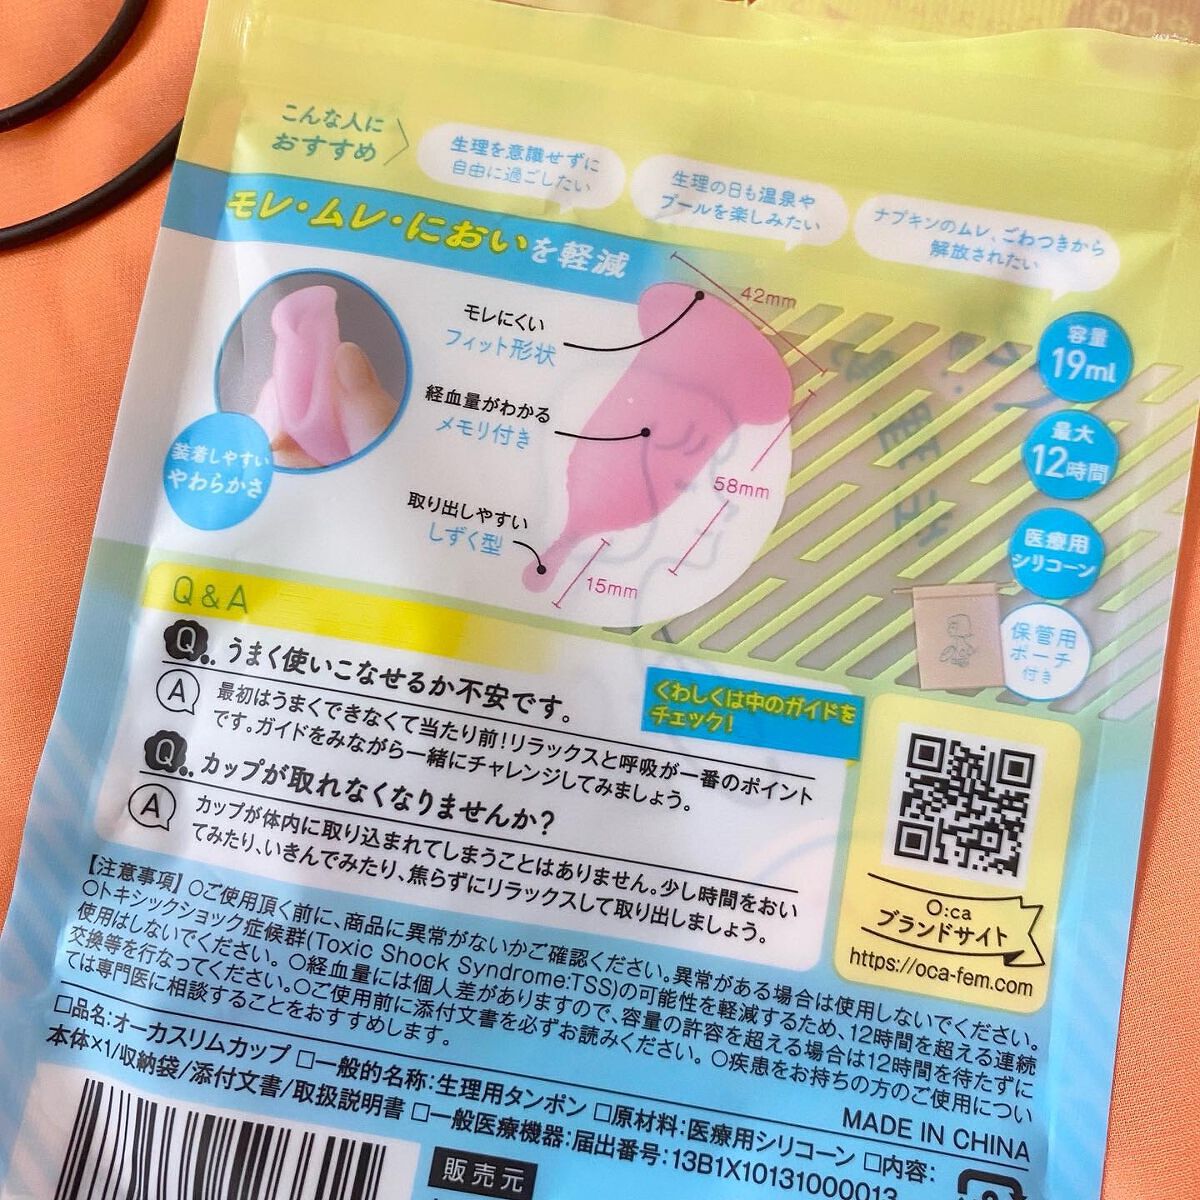 こんな人に
おすすめ
生理を意識せずに
自由に過ごしたい
生理の日も温泉や
プールを楽しみたい
ナプキンのムレ、ごわつきから
解放されたい
モレ・ムレ・においを軽減
装着しやすい
やわらかさ
モレにくい
フィット形状
経血量がわかる
メモリ付き
取り出しやすい
しずく型
42mm
58mm
15mm
容量
19ml
最大
12時間
医療用
シリコーン
保管用
ポーチ
付き
Q & A
Q. うまく使いこなせるか不安です。
A 最初はうまくできなくて当たり前!リラックスと呼吸が一番のポイント
です。ガイドをみながら一緒にチャレンジしてみましょう。
くわしくは中のガイドを
チェック!
Q. カップが取れなくなりませんか?
A カップが体内に取り込まれてしまうことはありません。少し時間をおい
てみたり、いきんでみたり、焦らずにリラックスして取り出しましょう。
O:ca
ブランドサイト
https://oca-fem.com
【注意事項】○ご使用頂く前に、商品に異常がないかご確認ください。異常がある場合は使用しないでください。
○トキシックショック症候群(Toxic Shock Syndrome:TSS)の可能性を軽減するため、12時間を超える連続
使用はしないでください。○経血量には個人差がありますので、容量の許容を超える場合は12時間を待たずに
交換等を行なってください。○ご使用前に添付文書を必ずお読みください。○疾患をお持ちの方のご使用につい
ては専門医に相談することをおすすめします。
MADE IN CHINA
□品名:オーカスリムカップ □一般的名称:生理用タンポン □原材料:医療用シリコーン □内容:
本体×1/収納袋/添付文書/取扱説明書 □一般医療機器:届出番号:13B1X10131000013
販売元